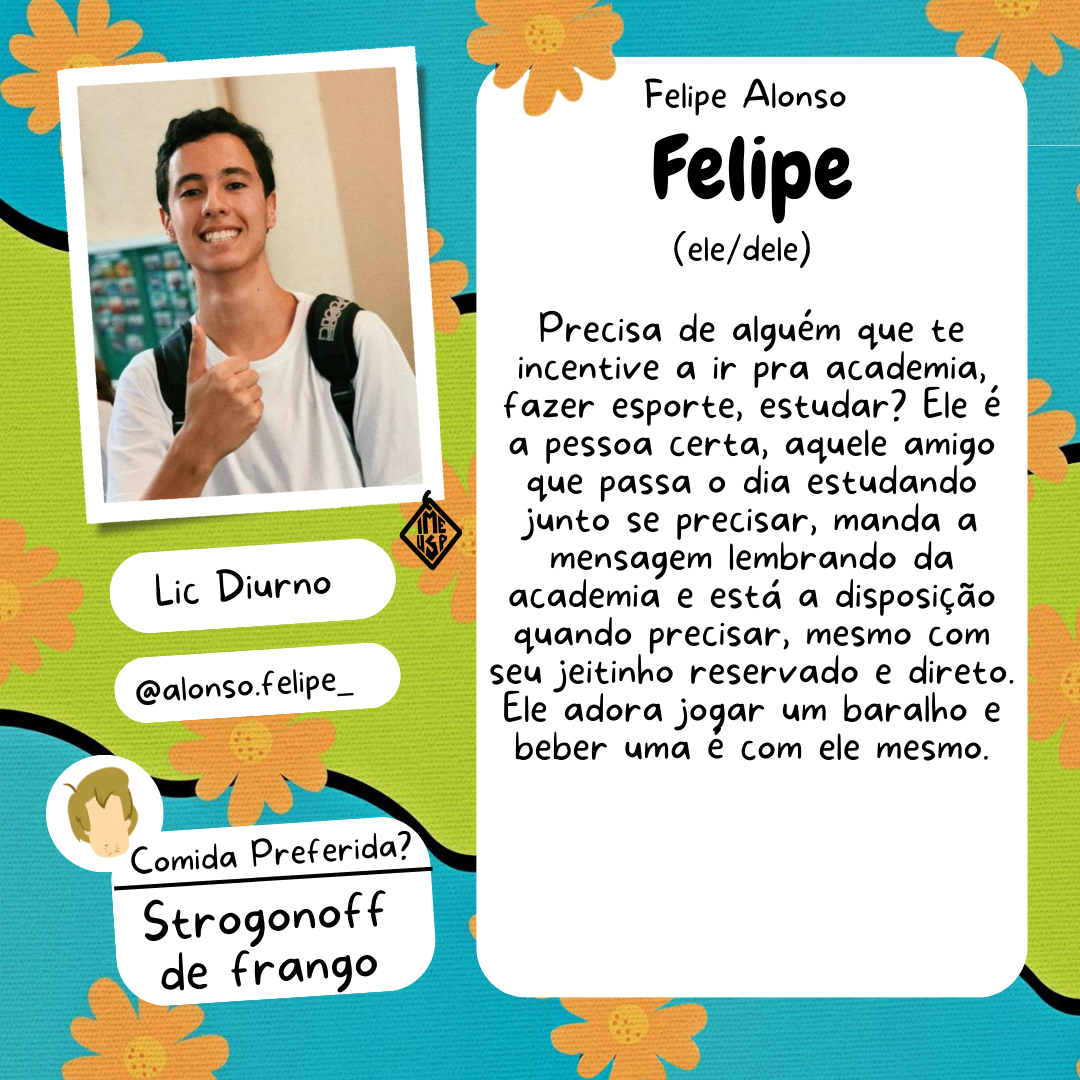 Felipe Alonso
Felipe
(ele/dele)
Precisa de alguém que te
incentive a ir pra academia,
fazer esporte, estudar? Ele é
a pessoa certa, aquele amigo
que passa o dia estudando
junto se precisar, manda a
mensagem lembrando da
academia e está a disposição
quando precisar, mesmo com
seu jeitinho reservado e direto.
Ele adora jogar um baralho e
beber uma é com ele mesmo.
IME
USP
Lic Diurno
@alonso.felipe_
Comida Preferida?
Strogonoff
de frango